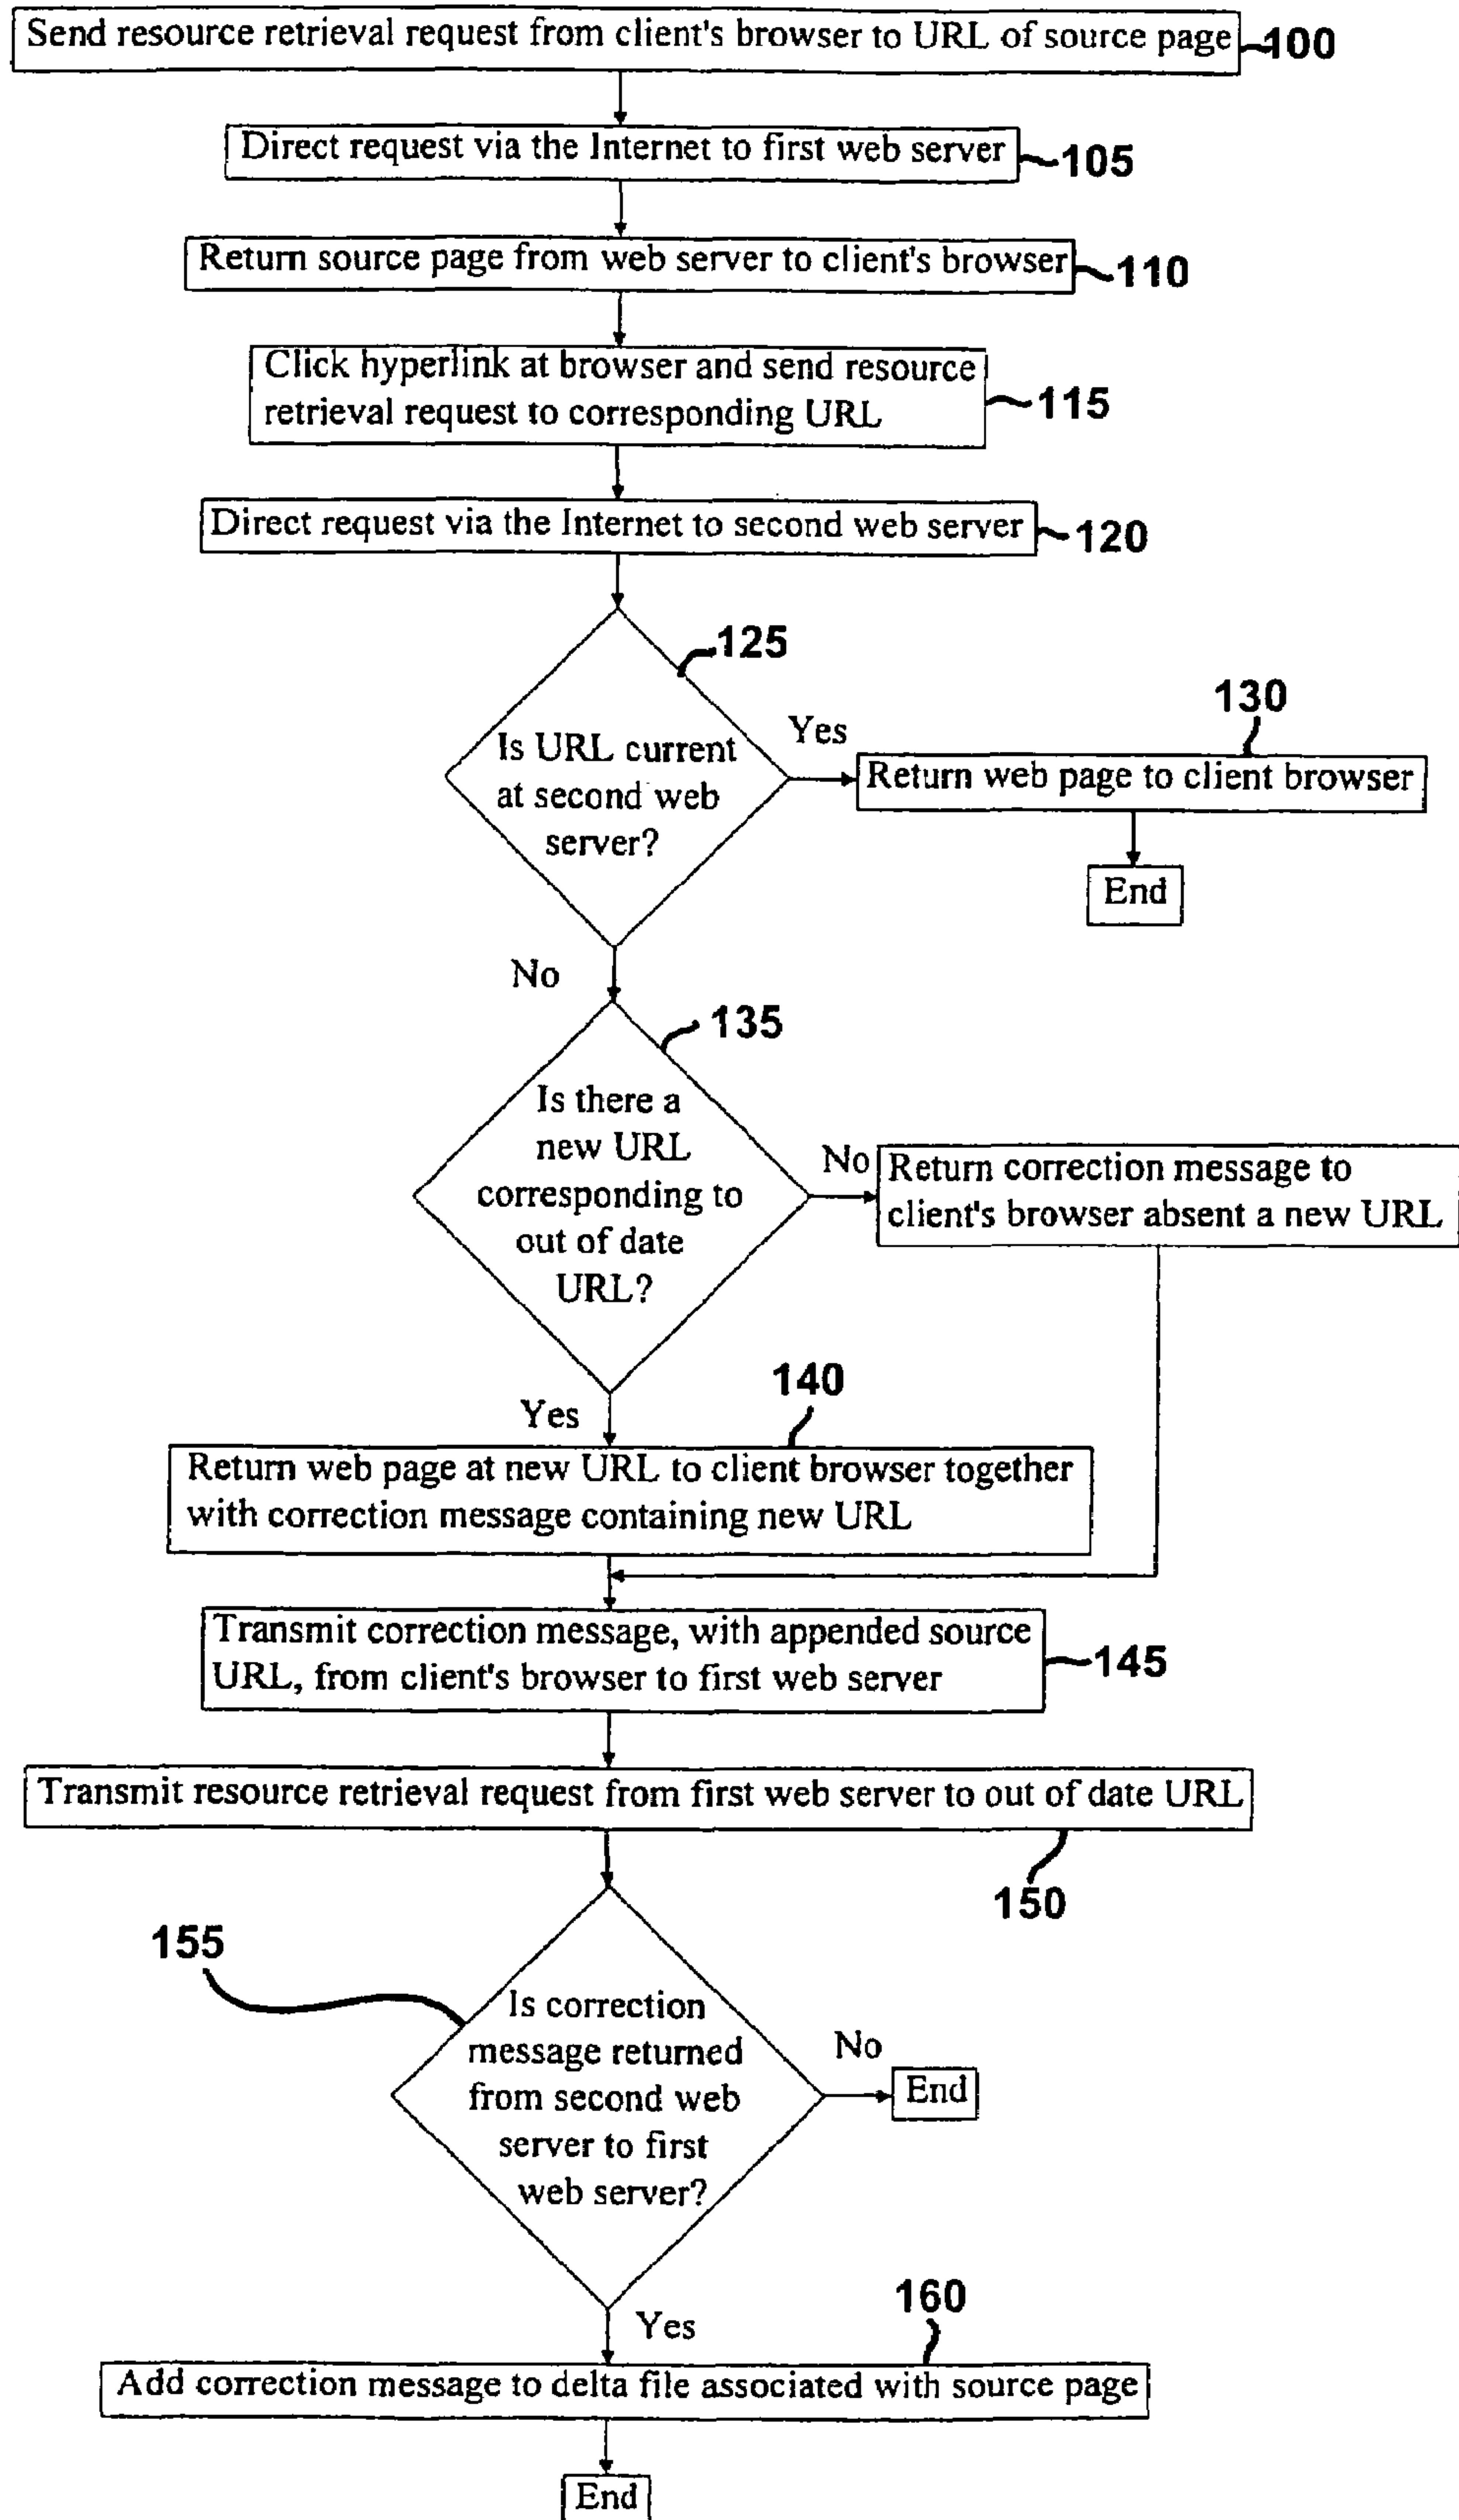 Send resource retrieval request from client's browser to URL of source page
100
Direct request via the Internet to first web server
105
Return source page from web server to client's browser
110
Click hyperlink at browser and send resource
retrieval request to corresponding URL
115
Direct request via the Internet to second web server
120
125
Is URL current
at second web
server?
Yes
130
Return web page to client browser
End
No
135
Is there a
new URL
corresponding to
out of date
URL?
No
Return correction message to
client's browser absent a new URL
Yes
140
Return web page at new URL to client browser together
with correction message containing new URL
Transmit correction message, with appended source
URL, from client's browser to first web server
145
Transmit resource retrieval request from first web server to out of date URL
150
155
Is correction
message returned
from second web
server to first
web server?
No
End
Yes
160
Add correction message to delta file associated with source page
End